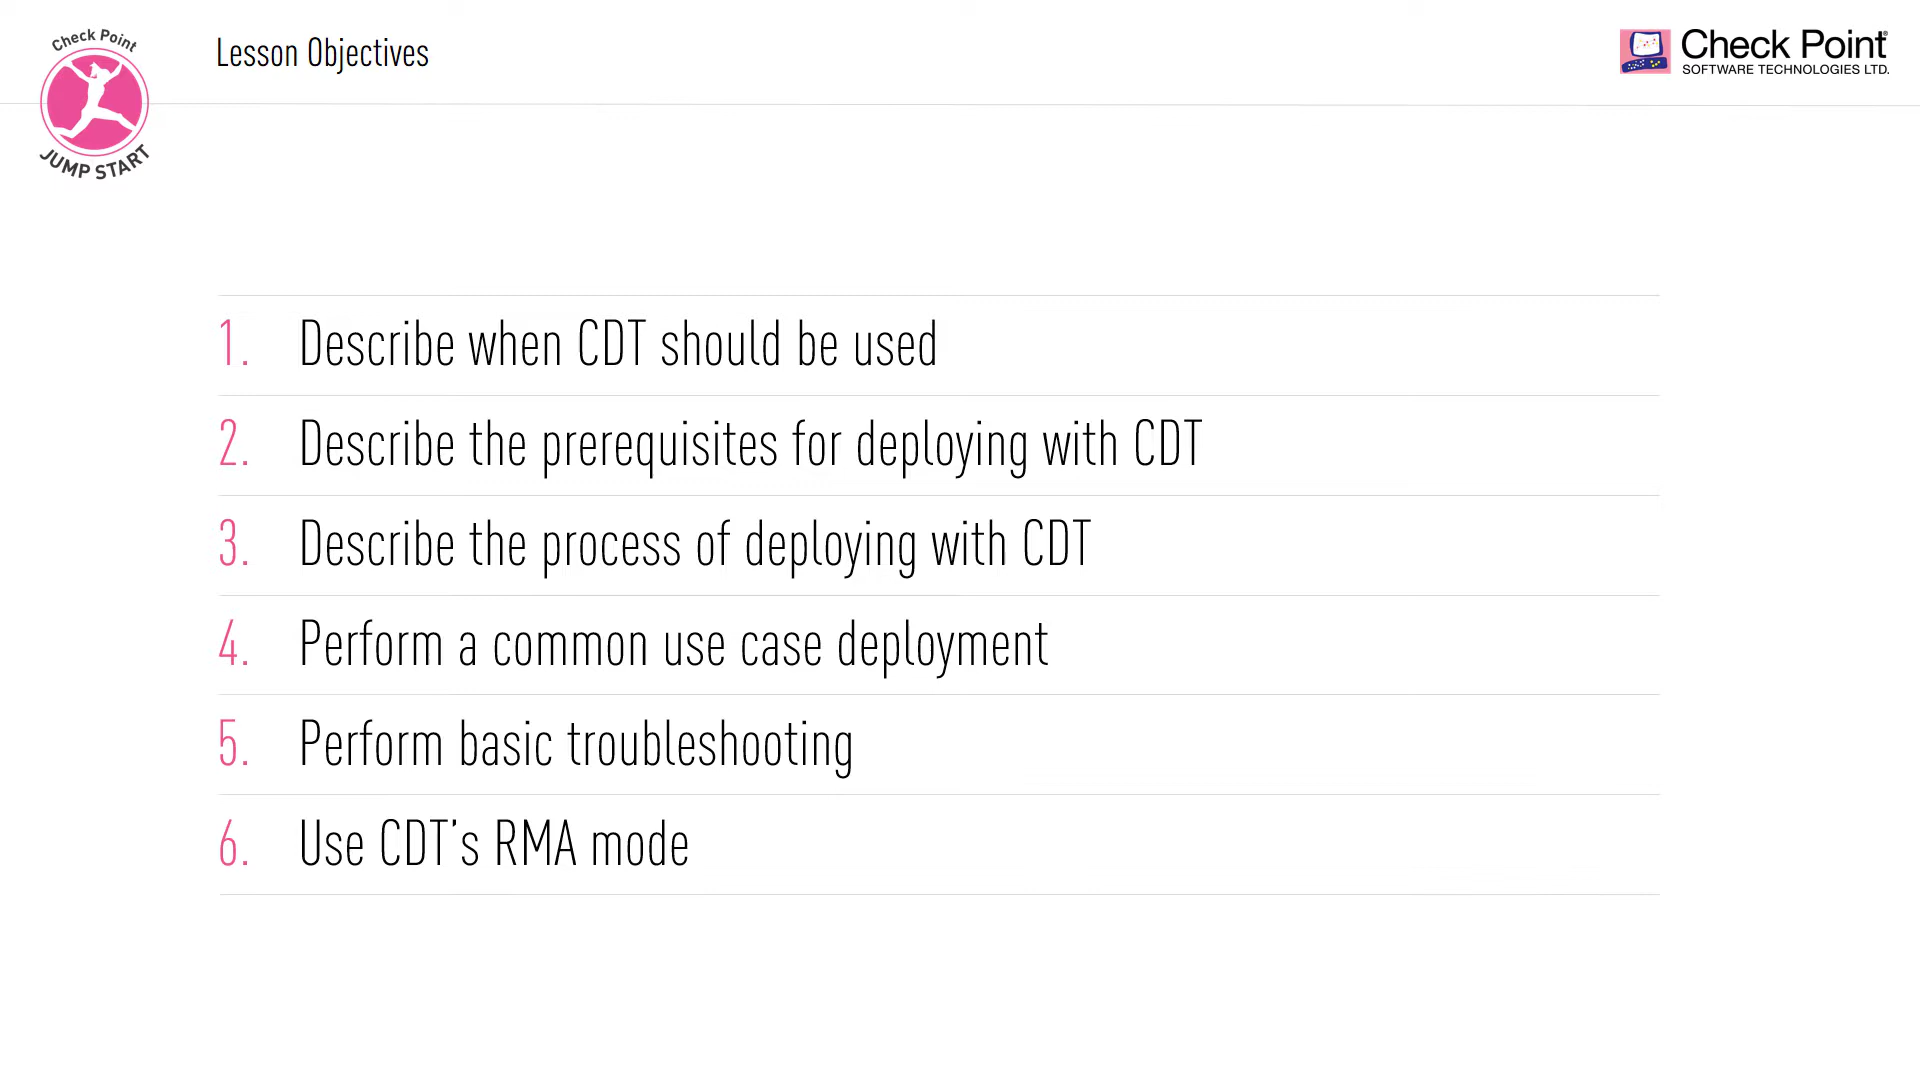 Check Point
JUMP START
Lesson Objectives
Check Point
SOFTWARE TECHNOLOGIES LTD.
1. Describe when CDT should be used
2. Describe the prerequisites for deploying with CDT
3. Describe the process of deploying with CDT
4. Perform a common use case deployment
5. Perform basic troubleshooting
6. Use CDT’s RMA mode